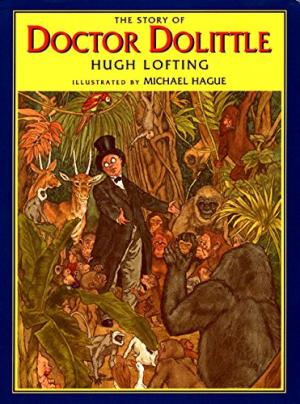 THE STORY OF
DOCTOR DOLITTLE
HUGH LOFTING
ILLUSTRATED BY MICHAEL HAGUE